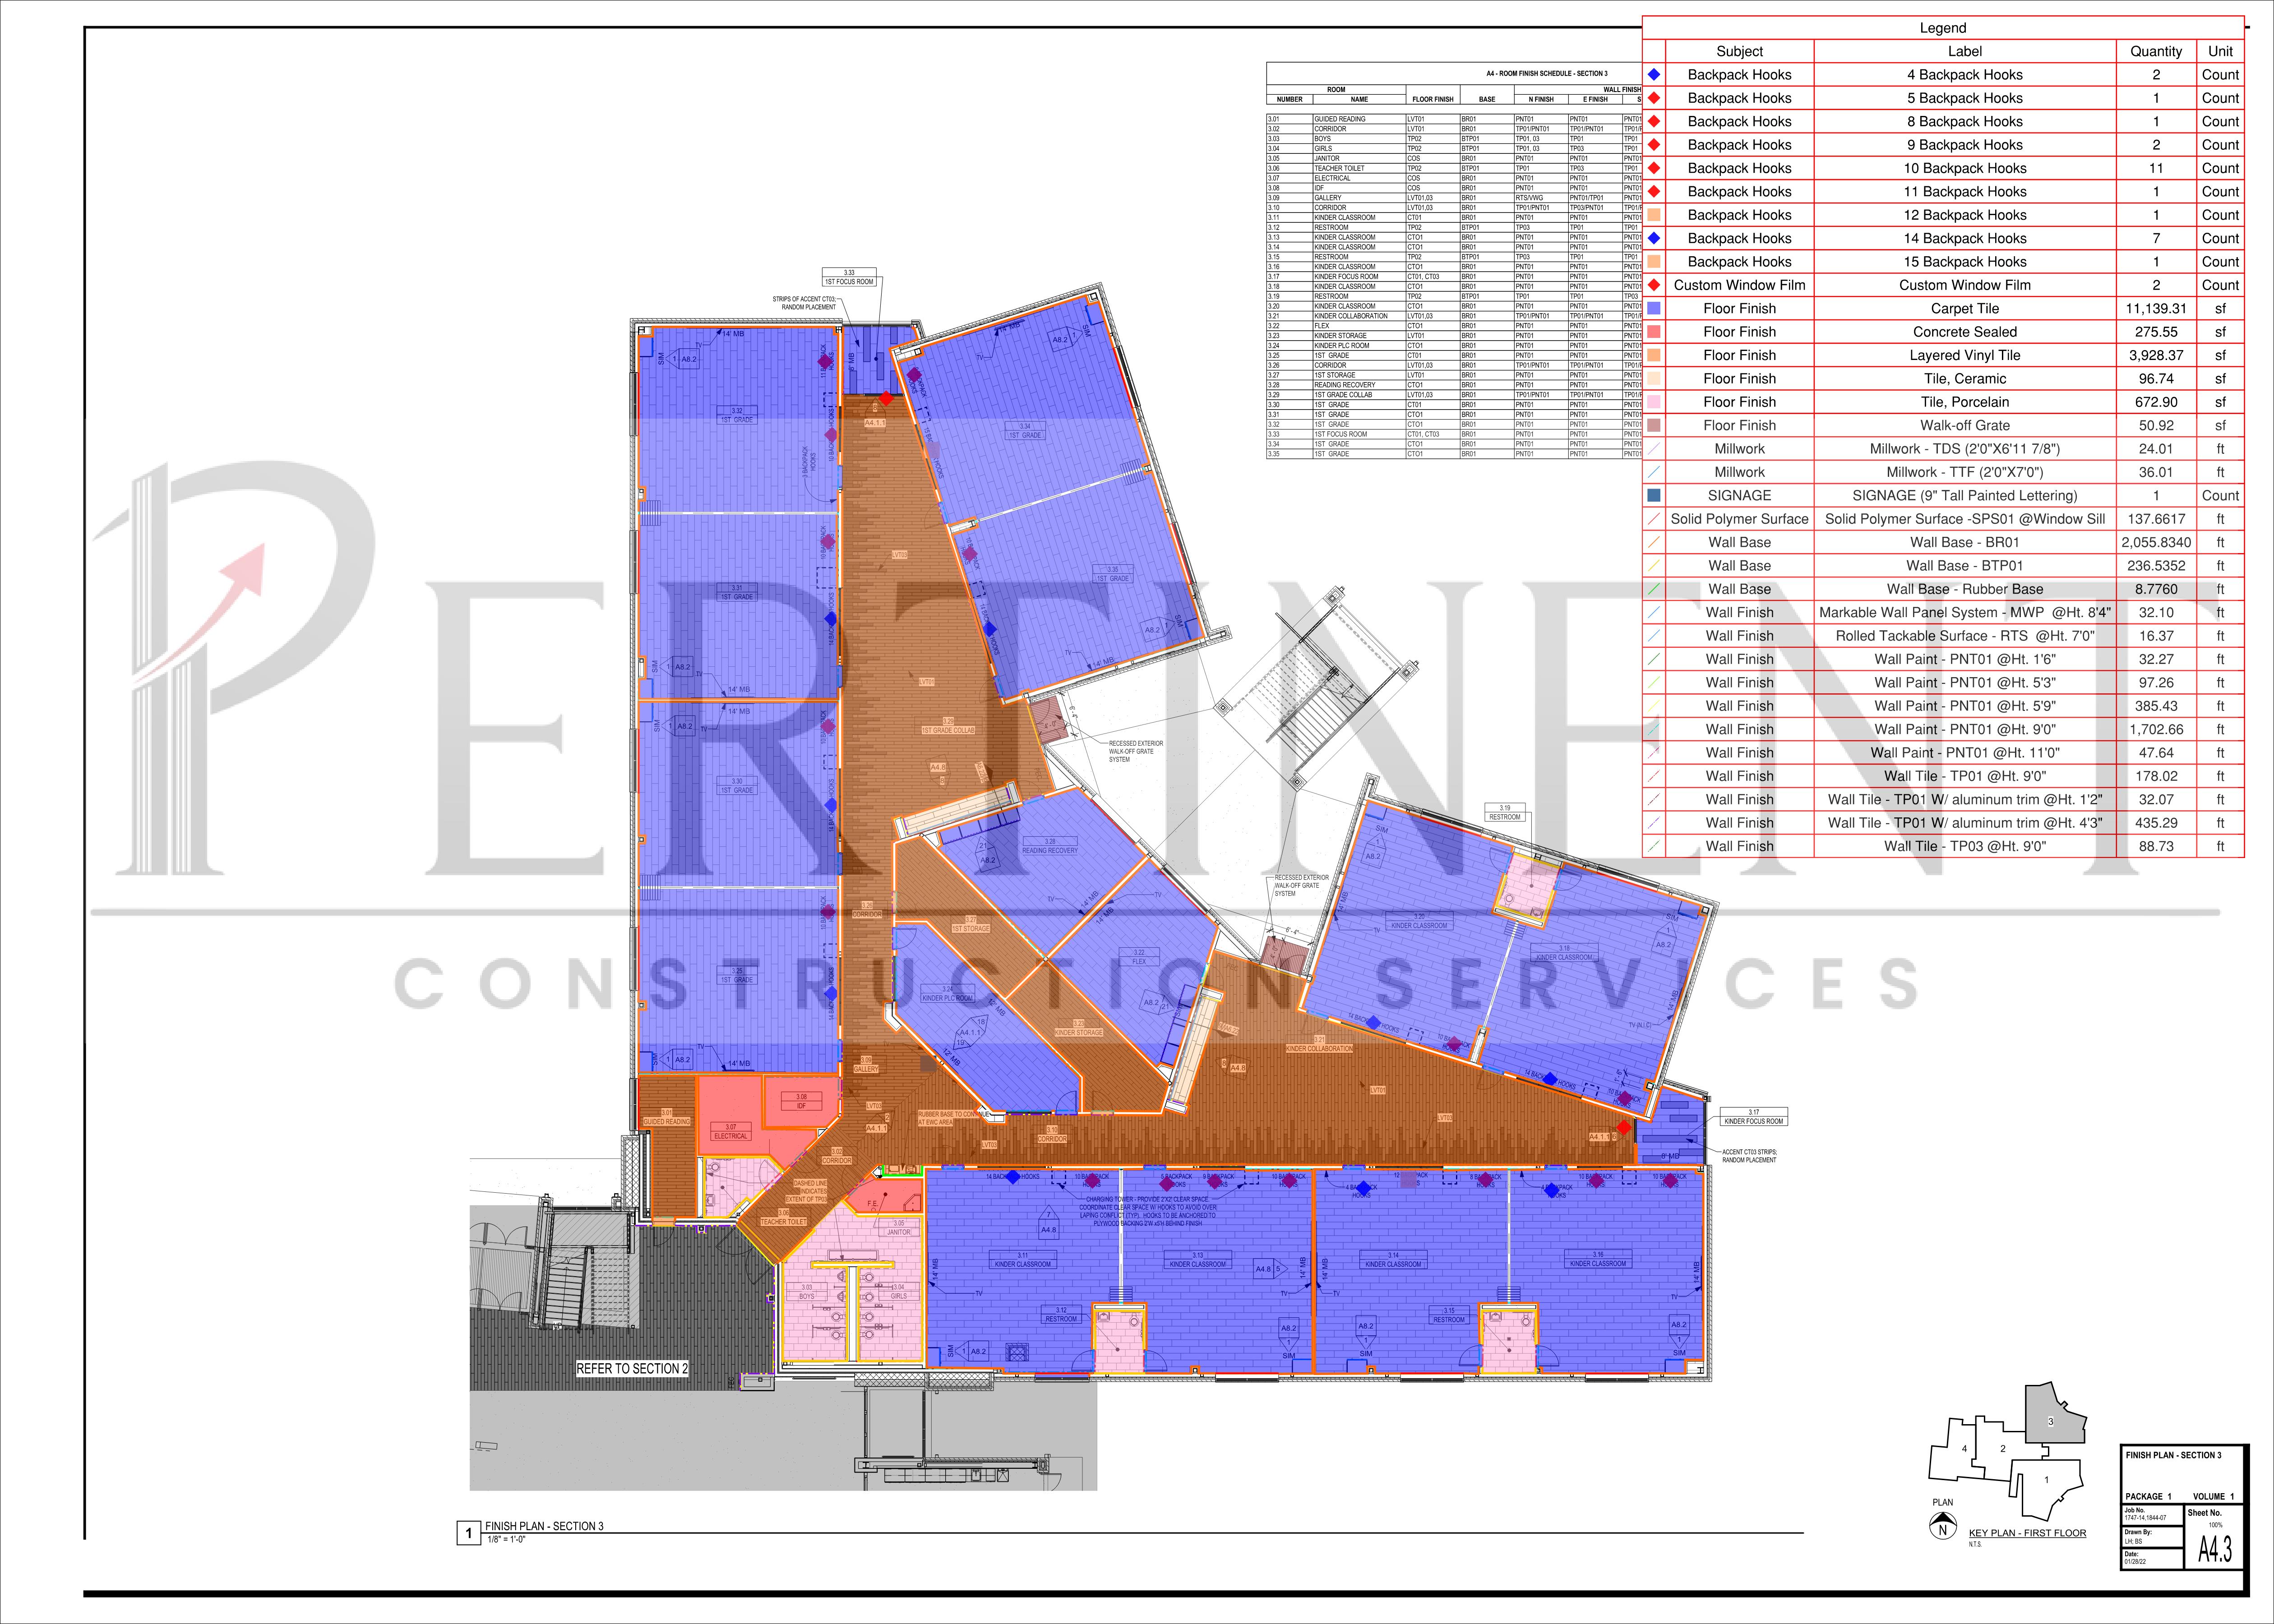 Legend
Subject Label Quantity Unit
Backpack Hooks 4 Backpack Hooks 2 Count
Backpack Hooks 5 Backpack Hooks 1 Count
Backpack Hooks 8 Backpack Hooks 1 Count
Backpack Hooks 9 Backpack Hooks 2 Count
Backpack Hooks 10 Backpack Hooks 11 Count
Backpack Hooks 11 Backpack Hooks 1 Count
Backpack Hooks 12 Backpack Hooks 1 Count
Backpack Hooks 14 Backpack Hooks 7 Count
Backpack Hooks 15 Backpack Hooks 1 Count
Custom Window Film Custom Window Film 2 Count
Floor Finish Carpet Tile 11,139.31 sf
Floor Finish Concrete Sealed 275.55 sf
Floor Finish Layered Vinyl Tile 3,928.37 sf
Floor Finish Tile, Ceramic 96.74 sf
Floor Finish Tile, Porcelain 672.90 sf
Floor Finish Walk-off Grate 50.92 sf
Millwork Millwork - TDS (2'0"X6'11 7/8") 24.01 ft
Millwork Millwork - TTF (2'0"X7'0") 36.01 ft
SIGNAGE SIGNAGE (9" Tall Painted Lettering) 1 Count
Solid Polymer Surface Solid Polymer Surface -SPS01 @Window Sill 137.6617 ft
Wall Base Wall Base - BR01 2,055.8340 ft
Wall Base Wall Base - BTP01 236.5352 ft
Wall Base Wall Base - Rubber Base 8.7760 ft
Wall Finish Markable Wall Panel System - MWP @Ht. 8'4" 32.10 ft
Wall Finish Rolled Tackable Surface - RTS @Ht. 7'0" 16.37 ft
Wall Finish Wall Paint - PNT01 @Ht. 1'6" 32.27 ft
Wall Finish Wall Paint - PNT01 @Ht. 5'3" 97.26 ft
Wall Finish Wall Paint - PNT01 @Ht. 5'9" 385.43 ft
Wall Finish Wall Paint - PNT01 @Ht. 9'0" 1,702.66 ft
Wall Finish Wall Paint - PNT01 @Ht. 11'0" 47.64 ft
Wall Finish Wall Tile - TP01 @Ht. 9'0" 178.02 ft
Wall Finish Wall Tile - TP01 W/ aluminum trim @Ht. 1'2" 32.07 ft
Wall Finish Wall Tile - TP01 W/ aluminum trim @Ht. 4'3" 435.29 ft
Wall Finish Wall Tile - TP03 @Ht. 9'0" 88.73 ft
A4 - ROOM FINISH SCHEDULE - SECTION 3
ROOM WALL FINISH
NUMBER NAME FLOOR FINISH BASE N FINISH E FINISH S
3.01 GUIDED READING LVT01 BR01 PNT01 PNT01 PNT01
3.02 CORRIDOR LVT01 BR01 TP01/PNT01 TP01/PNT01 TP01/P
3.03 BOYS TP02 BTP01 TP01, 03 TP01 TP01
3.04 GIRLS TP02 BTP01 TP01, 03 TP03 TP01
3.05 JANITOR COS BR01 PNT01 PNT01 PNT01
3.06 TEACHER TOILET TP02 BTP01 TP01 TP03 TP01
3.07 ELECTRICAL COS BR01 PNT01 PNT01 PNT01
3.08 IDF COS BR01 PNT01 PNT01 PNT01
3.09 GALLERY LVT01,03 BR01 RTS/VWG PNT01/TP01 PNT01
3.10 CORRIDOR LVT01,03 BR01 TP01/PNT01 TP03/PNT01 TP01/P
3.11 KINDER CLASSROOM CT01 BR01 PNT01 PNT01 PNT01
3.12 RESTROOM TP02 BTP01 TP03 TP01 TP01
3.13 KINDER CLASSROOM CTO1 BR01 PNT01 PNT01 PNT01
3.14 KINDER CLASSROOM CTO1 BR01 PNT01 PNT01 PNT01
3.15 RESTROOM TP02 BTP01 TP03 TP01 TP01
3.16 KINDER CLASSROOM CTO1 BR01 PNT01 PNT01 PNT01
3.17 KINDER FOCUS ROOM CT01, CT03 BR01 PNT01 PNT01 PNT01
3.18 KINDER CLASSROOM CTO1 BR01 PNT01 PNT01 PNT01
3.19 RESTROOM TP02 BTP01 TP01 TP01 TP03
3.20 KINDER CLASSROOM CTO1 BR01 PNT01 PNT01 PNT01
3.21 KINDER COLLABORATION LVT01,03 BR01 TP01/PNT01 TP01/PNT01 TP01/P
3.22 FLEX CTO1 BR01 PNT01 PNT01 PNT01
3.23 KINDER STORAGE LVT01 BR01 PNT01 PNT01 PNT01
3.24 KINDER PLC ROOM CTO1 BR01 PNT01 PNT01 PNT01
3.25 1ST GRADE CT01 BR01 PNT01 PNT01 PNT01
3.26 CORRIDOR LVT01,03 BR01 TP01/PNT01 TP01/PNT01 TP01/P
3.27 1ST STORAGE LVT01 BR01 PNT01 PNT01 PNT01
3.28 READING RECOVERY CTO1 BR01 PNT01 PNT01 PNT01
3.29 1ST GRADE COLLAB LVT01,03 BR01 TP01/PNT01 TP01/PNT01 TP01/P
3.30 1ST GRADE CT01 BR01 PNT01 PNT01 PNT01
3.31 1ST GRADE CTO1 BR01 PNT01 PNT01 PNT01
3.32 1ST GRADE CTO1 BR01 PNT01 PNT01 PNT01
3.33 1ST FOCUS ROOM CT01, CT03 BR01 PNT01 PNT01 PNT01
3.34 1ST GRADE CTO1 BR01 PNT01 PNT01 PNT01
3.35 1ST GRADE CTO1 BR01 PNT01 PNT01 PNT01
3.33
1ST FOCUS ROOM
STRIPS OF ACCENT CT03;
RANDOM PLACEMENT
3.32
1ST GRADE
3.34
1ST GRADE
3.31
1ST GRADE
3.35
1ST GRADE
3.29
1ST GRADE COLLAB
RECESSED EXTERIOR
WALK-OFF GRATE
SYSTEM
3.30
1ST GRADE
3.28
READING RECOVERY
3.19
RESTROOM
RECESSED EXTERIOR
WALK-OFF GRATE
SYSTEM
3.26
CORRIDOR
3.27
1ST STORAGE
3.20
KINDER CLASSROOM
3.18
KINDER CLASSROOM
3.22
FLEX
3.25
1ST GRADE
3.24
KINDER PLC ROOM
3.23
KINDER STORAGE
3.21
KINDER COLLABORATION
3.09
GALLERY
3.08
IDF
3.01
GUIDED READING
3.07
ELECTRICAL
RUBBER BASE TO CONTINUE
AT EWC AREA
3.10
CORRIDOR
3.17
KINDER FOCUS ROOM
ACCENT CT03 STRIPS;
RANDOM PLACEMENT
3.02
CORRIDOR
DASHED LINE
INDICATES
EXTENT OF TP03
3.06
TEACHER TOILET
3.05
JANITOR
CHARGING TOWER - PROVIDE 2'X2' CLEAR SPACE.
COORDINATE CLEAR SPACE W/ HOOKS TO AVOID OVER
LAPING CONFLICT (TYP). HOOKS TO BE ANCHORED TO
PLYWOOD BACKING 2'W x5'H BEHIND FINISH
3.11
KINDER CLASSROOM
3.13
KINDER CLASSROOM
3.14
KINDER CLASSROOM
3.16
KINDER CLASSROOM
3.03
BOYS
3.04
GIRLS
3.12
RESTROOM
3.15
RESTROOM
REFER TO SECTION 2
PERTINENT
CONSTRUCTION SERVICES
1 FINISH PLAN - SECTION 3
1/8" = 1'-0"
4 2 3 1
PLAN
N
KEY PLAN - FIRST FLOOR
N.T.S.
FINISH PLAN - SECTION 3
PACKAGE 1 VOLUME 1
Job No.
1747-14,1844-07
Sheet No.
100%
A4.3
Drawn By:
LH; BS
Date:
01/28/22